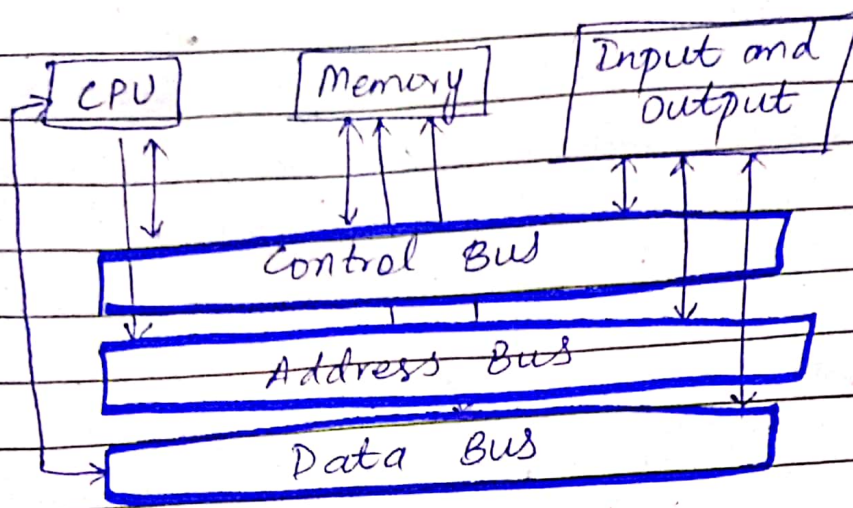 CPU
Memory
Input and
output
Control Bus
Address Bus
Data Bus